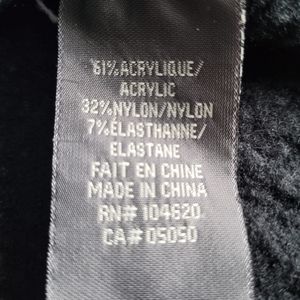 61% ACRYLIQUE/
ACRYLIC
32% NYLON/NYLON
7% ÉLASTHANNE/
ELASTANE
FAIT EN CHINE
MADE IN CHINA
RN# 104620
CA# 05050